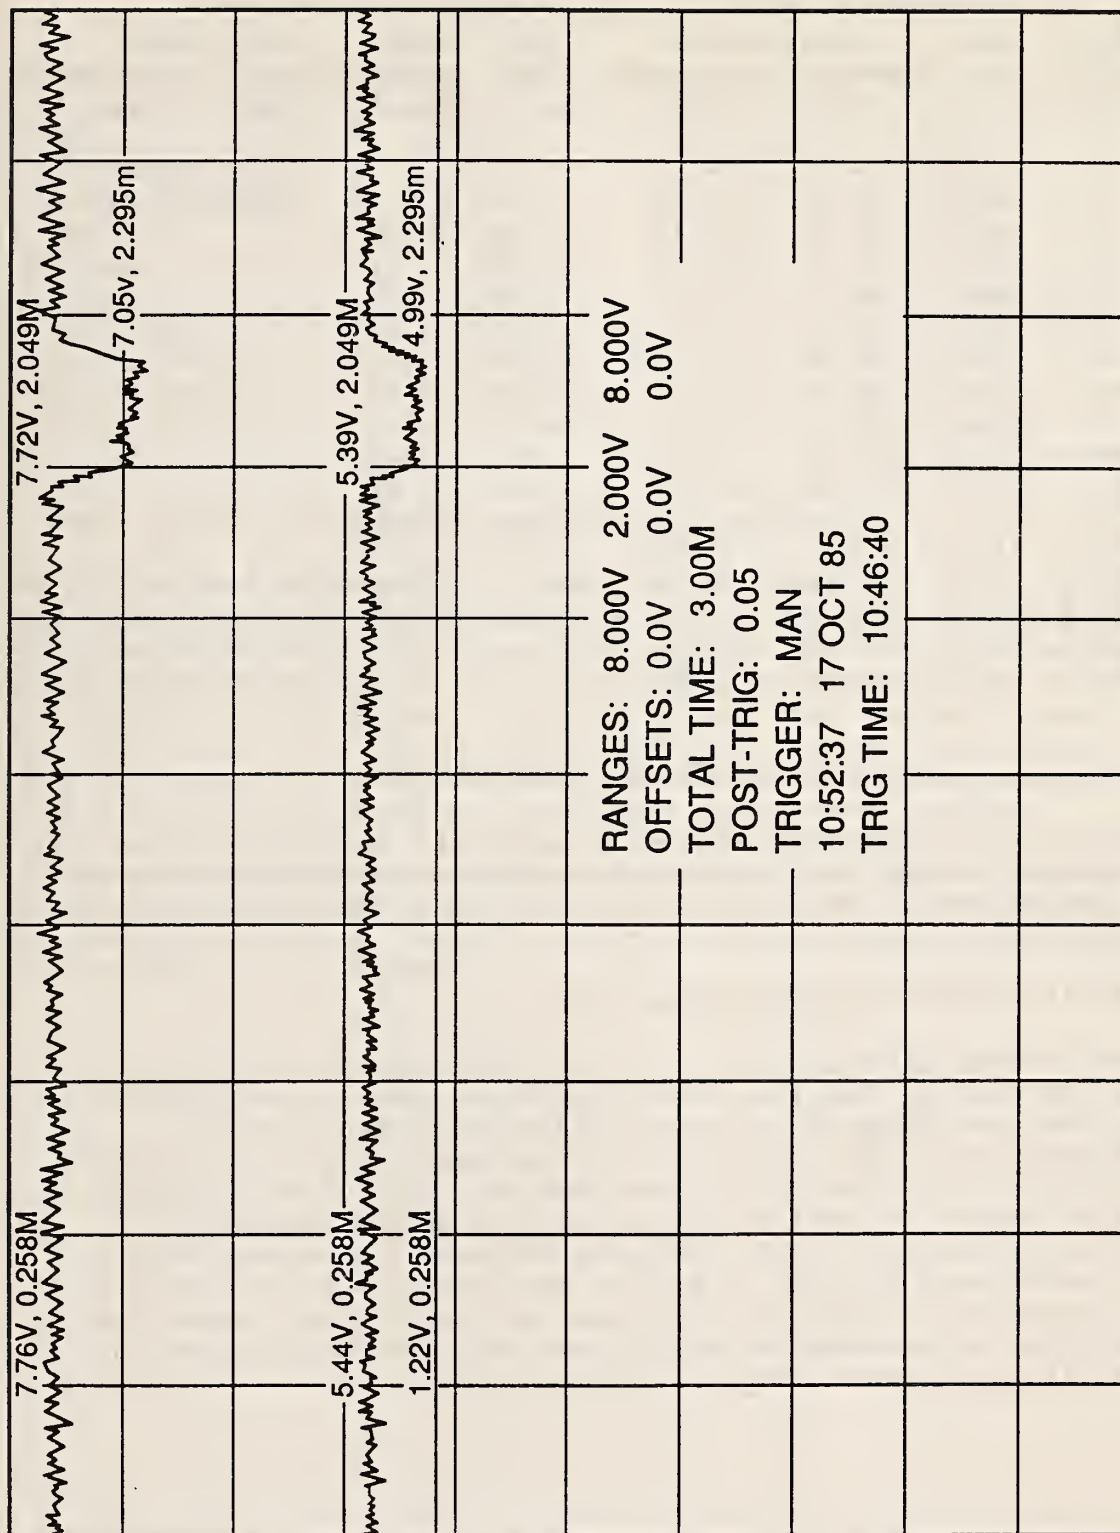 7.76V, 0.258M
7.72V, 2.049M
7.05v, 2.295m
5.44V, 0.258M
5.39V, 2.049M
1.22V, 0.258M
4.99v, 2.295m
RANGES: 8.000V 2.000V 8.000V
OFFSETS: 0.0V 0.0V 0.0V
TOTAL TIME: 3.00M
POST-TRIG: 0.05
TRIGGER: MAN
10:52:37 17 OCT 85
TRIG TIME: 10:46:40